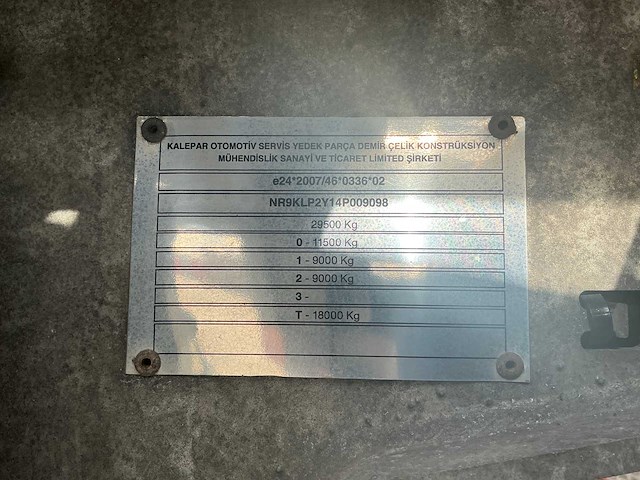 KALEPAR OTOMOTİV SERVİS YEDEK PARÇA DEMİR ÇELİK KONSTRÜKSİYON
MÜHENDİSLİK SANAYİ VE TİCARET LİMİTED ŞİRKETİ
e24*2007/46*0336*02
NR9KLP2Y14P009098
29500 Kg
0 - 11500 Kg
1 - 9000 Kg
2 - 9000 Kg
3 -
T - 18000 Kg